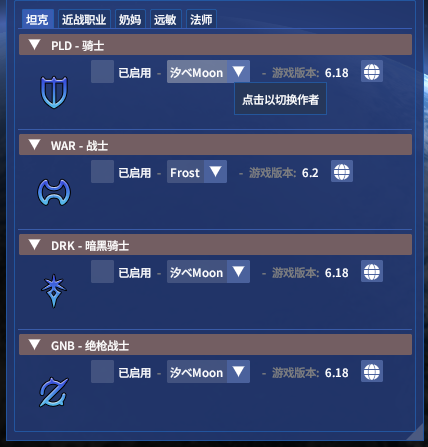 坦克 近战职业 奶妈 远敏 法师
PLD - 骑士
已启用 - 汐べMoon - 游戏版本: 6.18
点击以切换作者
WAR - 战士
已启用 - Frost - 游戏版本: 6.2
DRK - 暗黑骑士
已启用 - 汐べMoon - 游戏版本: 6.18
GNB - 绝枪战士
已启用 - 汐べMoon - 游戏版本: 6.18